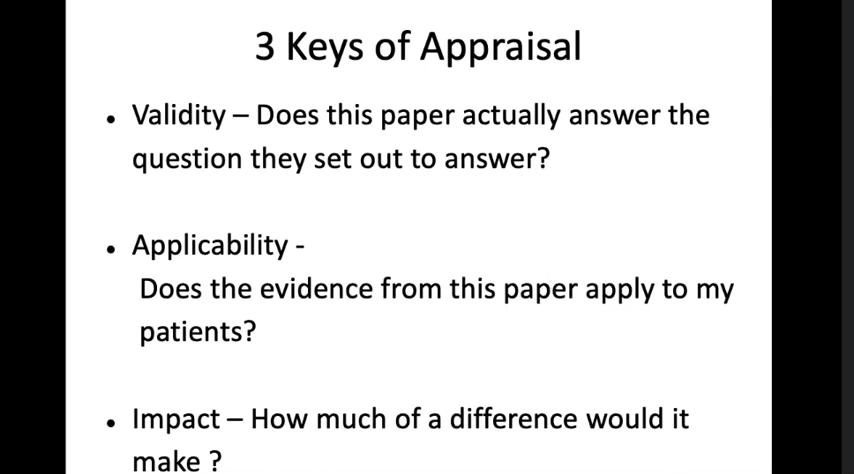 3 Keys of Appraisal
• Validity – Does this paper actually answer the
question they set out to answer?
• Applicability -
Does the evidence from this paper apply to my
patients?
• Impact – How much of a difference would it
make ?